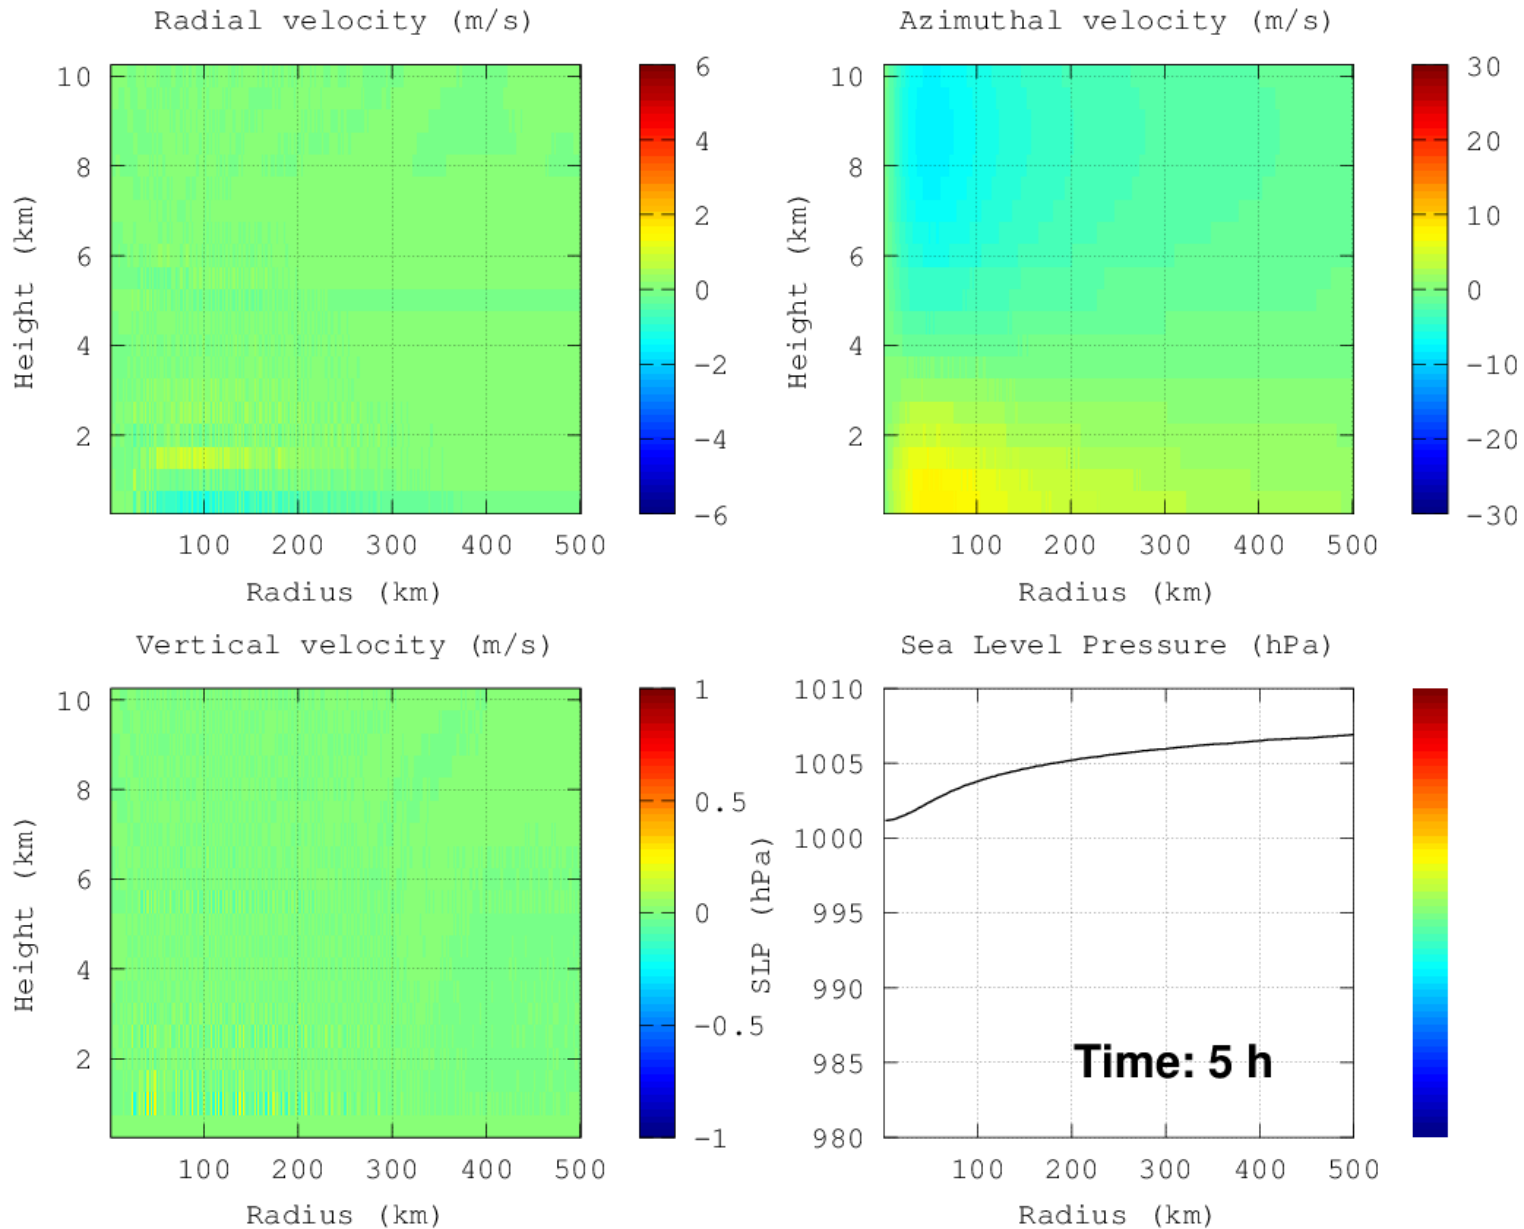 Radial velocity (m/s)
10
8
6
4
2
Height (km)
100 200 300 400 500
Radius (km)
6
4
2
0
−2
−4
−6
Azimuthal velocity (m/s)
10
8
6
4
2
Height (km)
100 200 300 400 500
Radius (km)
30
20
10
0
−10
−20
−30
Vertical velocity (m/s)
10
8
6
4
2
Height (km)
100 200 300 400 500
Radius (km)
1
0.5
0
−0.5
−1
Sea Level Pressure (hPa)
1010
1005
1000
995
990
985
980
SLP (hPa)
Time: 5 h
100 200 300 400 500
Radius (km)